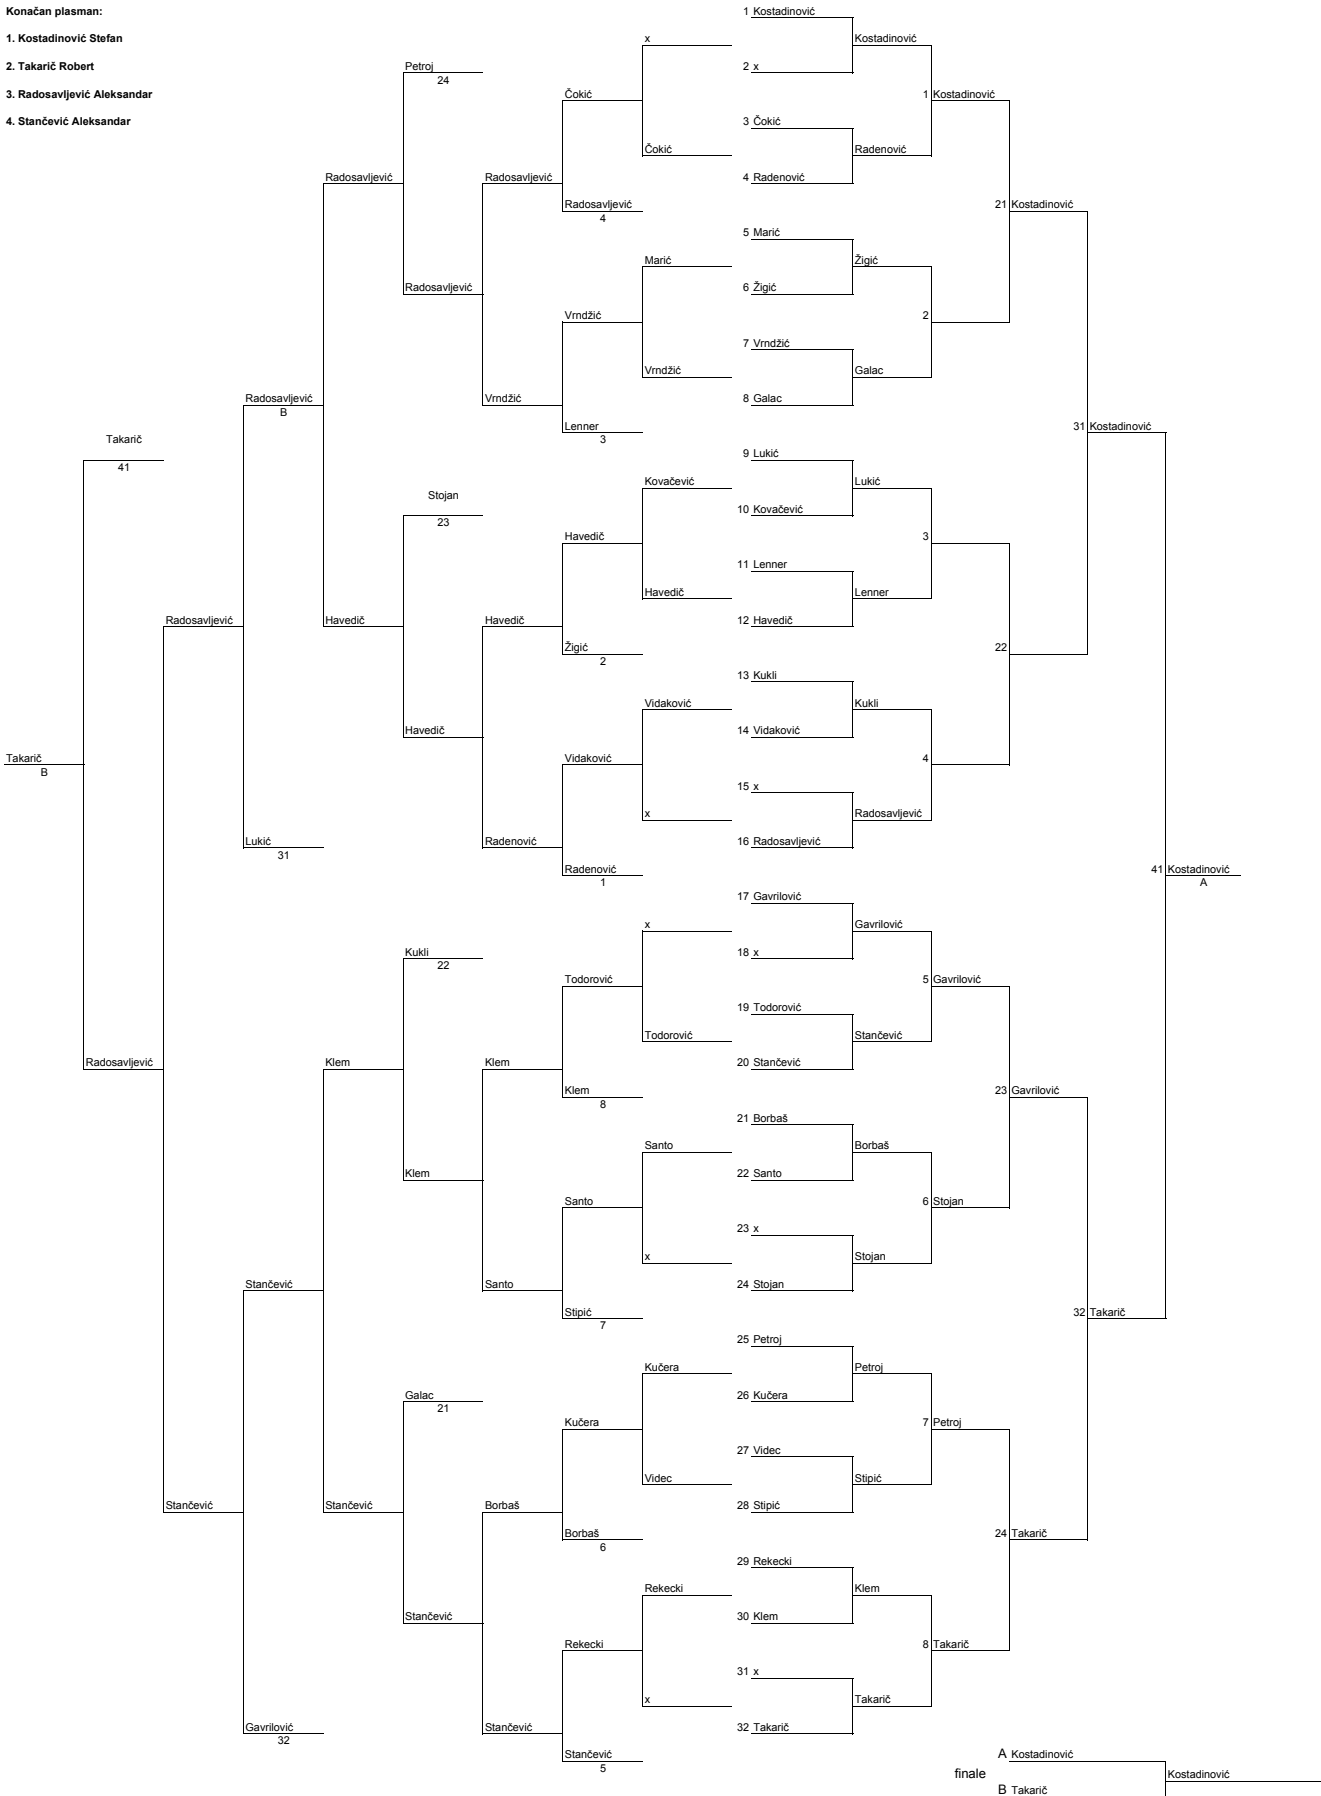 Konačan plasman:
1. Kostadinović Stefan
2. Takarič Robert
3. Radosavljević Aleksandar
4. Stančević Aleksandar
Takarič
41
Takarič
B
Radosavljević
Radosavljević
Stančević
Radosavljević
B
Lukić
31
Stančević
Gavrilović
32
Radosavljević
Havedič
Klem
Stančević
Petroj
24
Radosavljević
Stojan
23
Havedič
Kukli
22
Klem
Galac
21
Stančević
Radosavljević
Vrndžić
Havedič
Radenović
Klem
Santo
Borbaš
Stančević
Čokić
Radosavljević
4
Vrndžić
Lenner
3
Havedič
Žigić
2
Vidaković
Radenović
1
Todorović
Klem
8
Santo
Stipić
7
Kučera
Borbaš
6
Rekecki
Stančević
5
x
Čokić
Marić
Vrndžić
Kovačević
Havedič
Vidaković
x
x
Todorović
Santo
x
Kučera
Videc
Rekecki
x
1 Kostadinović
2 x
3 Čokić
4 Radenović
5 Marić
6 Žigić
7 Vrndžić
8 Galac
9 Lukić
10 Kovačević
11 Lenner
12 Havedič
13 Kukli
14 Vidaković
15 x
16 Radosavljević
17 Gavrilović
18 x
19 Todorović
20 Stančević
21 Borbaš
22 Santo
23 x
24 Stojan
25 Petroj
26 Kučera
27 Videc
28 Stipić
29 Rekecki
30 Klem
31 x
32 Takarič
Kostadinović
Radenović
Žigić
Galac
Lukić
Lenner
Kukli
Radosavljević
Gavrilović
Stančević
Borbaš
Stojan
Petroj
Stipić
Klem
Takarič
1 Kostadinović
2
3
4
5 Gavrilović
6 Stojan
7 Petroj
8 Takarič
21 Kostadinović
22
23 Gavrilović
24 Takarič
31 Kostadinović
32 Takarič
41 Kostadinović
A
A Kostadinović
finale
Kostadinović
B Takarič